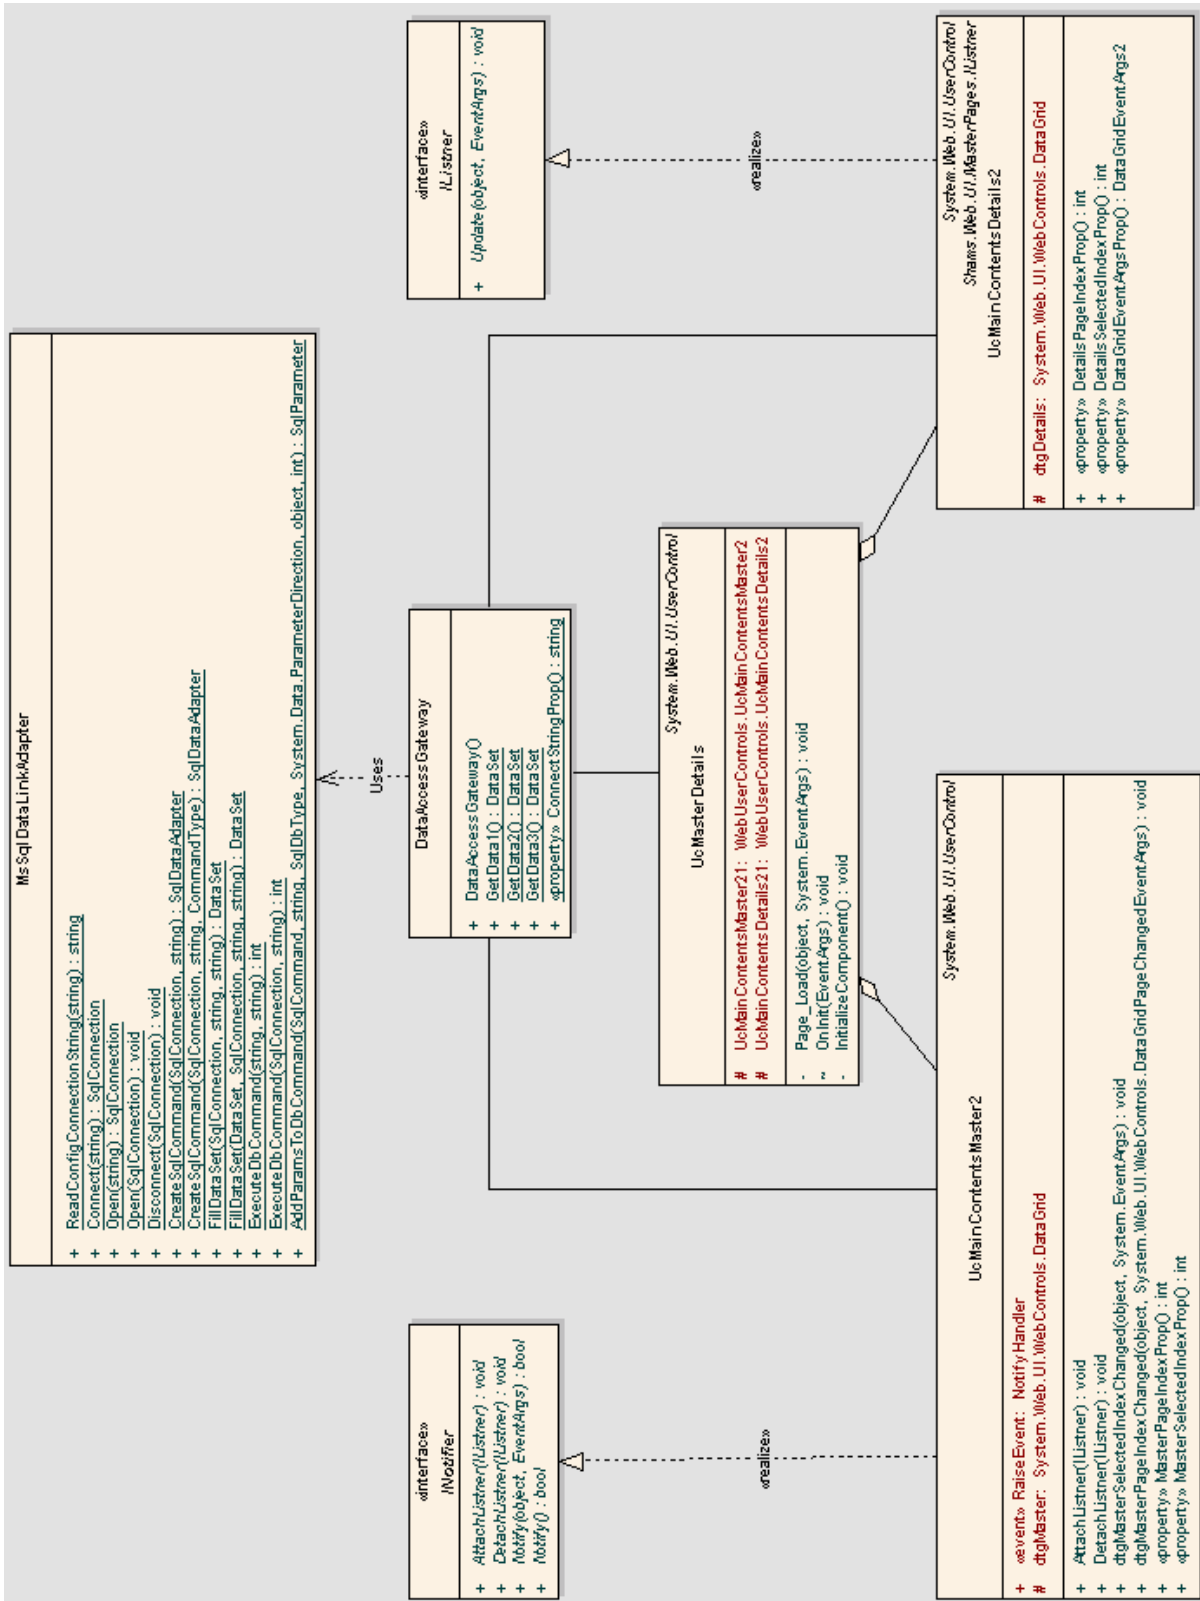 MsSqlDataLinkAdapter
+ ReadConfigConnectionString(string) : string
+ Connect(string) : SqlConnection
+ Open(string) : SqlConnection
+ Open(SqlConnection) : void
+ Disconnect(SqlConnection) : void
+ CreateSqlCommand(SqlConnection, string) : SqlDataAdapter
+ CreateSqlCommand(SqlConnection, string, CommandType) : SqlDataAdapter
+ FillDataSet(SqlConnection, string, string) : DataSet
+ FillDataSet(DataSet, SqlConnection, string, string) : DataSet
+ ExecuteDbCommand(string, string) : int
+ ExecuteDbCommand(SqlConnection, string) : int
+ AddParamsToDbCommand(SqlCommand, string, SqlDbType, System.Data.ParameterDirection, object, int) : SqlParameter
Uses
«interface»
INotifier
+ AttachListner(IListner) : void
+ DetachListner(IListner) : void
+ Notify(object, EventArgs) : bool
+ Notify() : bool
DataAccessGateway
+ DataAccessGateway()
+ GetData1() : DataSet
+ GetData2() : DataSet
+ GetData3() : DataSet
+ «property» ConnectStringProp() : string
«interface»
IListner
+ Update(object, EventArgs) : void
System.Web.UI.UserControl
UcMasterDetails
# UcMainContentsMaster21: WebUserControls.UcMainContentsMaster2
# UcMainContentsDetails21: WebUserControls.UcMainContentsDetails2
- Page_Load(object, System.EventArgs) : void
~ OnInit(EventArgs) : void
- InitializeComponent() : void
«realize»
«realize»
System.Web.UI.UserControl
UcMainContentsMaster2
+ «event» RaiseEvent: NotifyHandler
# dtgMaster: System.Web.UI.WebControls.DataGrid
+ AttachListner(IListner) : void
+ DetachListner(IListner) : void
+ dtgMasterSelectedIndexChanged(object, System.EventArgs) : void
+ dtgMasterPageIndexChanged(object, System.Web.UI.WebControls.DataGridPageChangedEventArgs) : void
+ «property» MasterPageIndexProp() : int
+ «property» MasterSelectedIndexProp() : int
System.Web.UI.UserControl
Shams.Web.UI.MasterPages.IListner
UcMainContentsDetails2
# dtgDetails: System.Web.UI.WebControls.DataGrid
+ «property» DetailsPageIndexProp() : int
+ «property» DetailsSelectedIndexProp() : int
+ «property» DataGridEventArgsProp() : DataGridEventArgs2